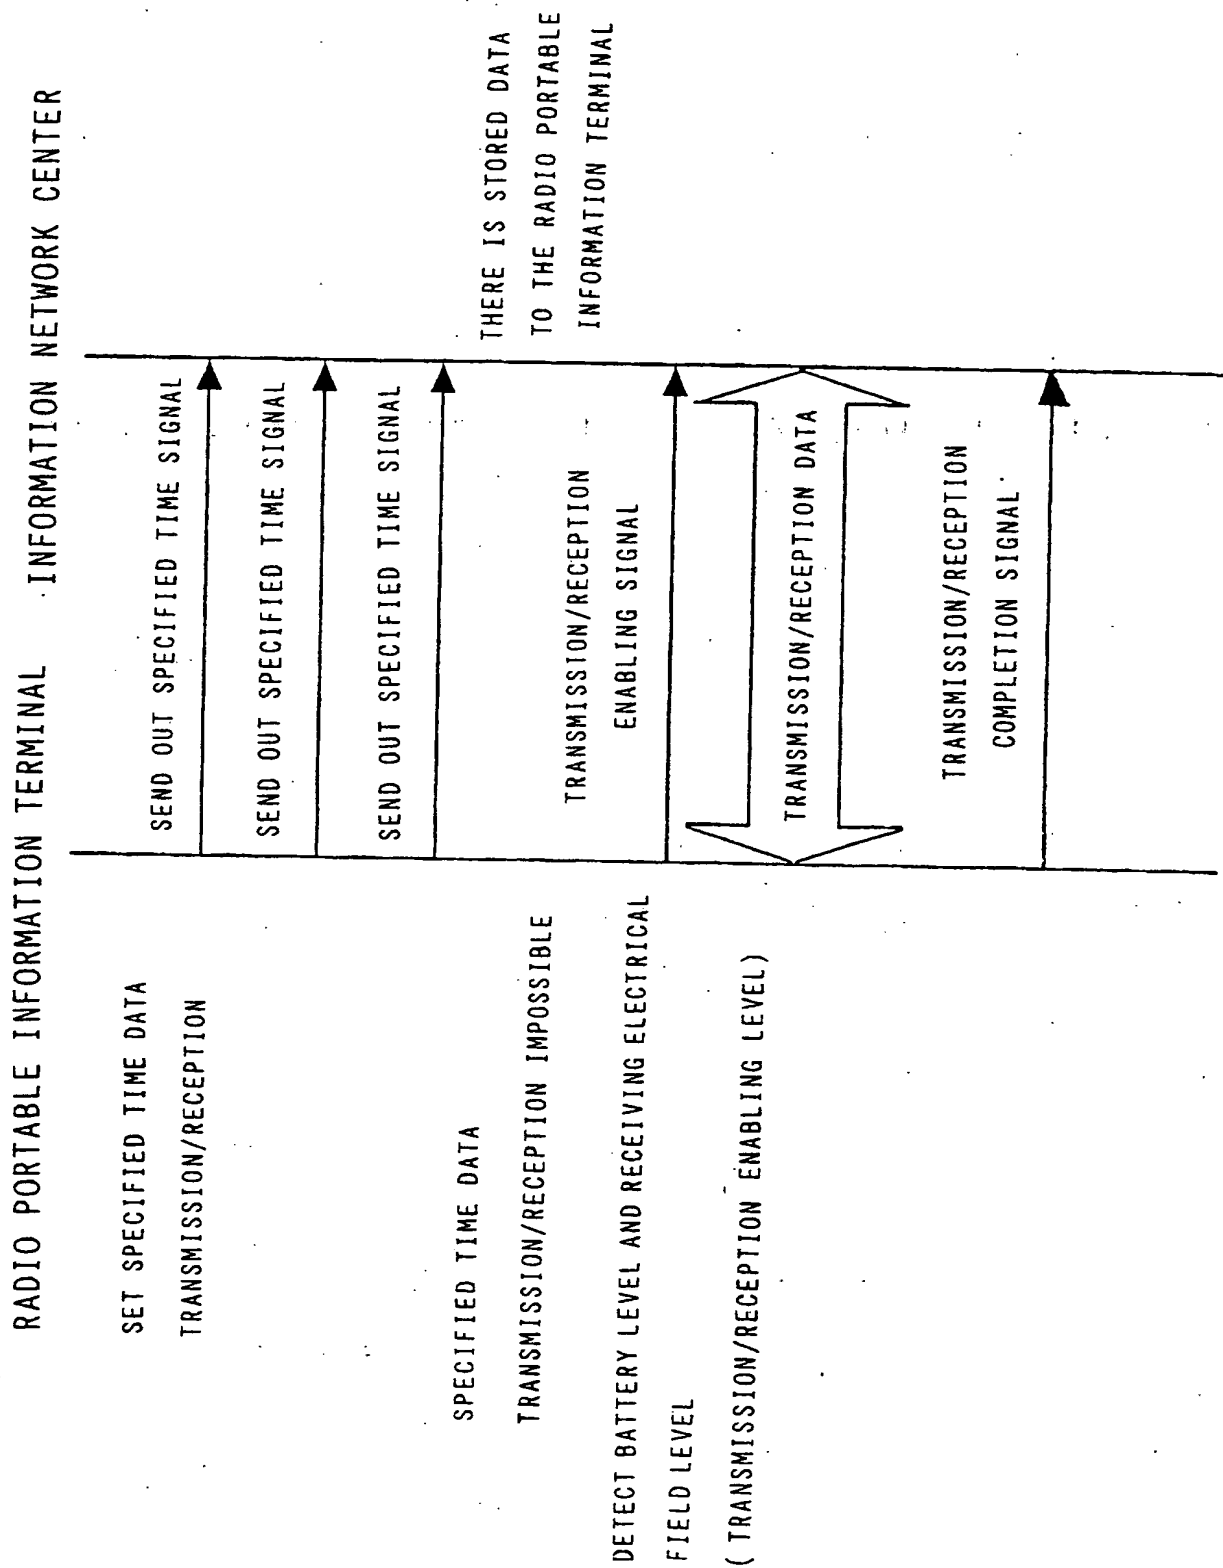 RADIO PORTABLE INFORMATION TERMINAL
INFORMATION NETWORK CENTER
SET SPECIFIED TIME DATA
TRANSMISSION/RECEPTION
SEND OUT SPECIFIED TIME SIGNAL
SEND OUT SPECIFIED TIME SIGNAL
SEND OUT SPECIFIED TIME SIGNAL
SPECIFIED TIME DATA
TRANSMISSION/RECEPTION IMPOSSIBLE
THERE IS STORED DATA
TO THE RADIO PORTABLE
INFORMATION TERMINAL
DETECT BATTERY LEVEL AND RECEIVING ELECTRICAL
FIELD LEVEL
( TRANSMISSION/RECEPTION ENABLING LEVEL)
TRANSMISSION/RECEPTION
ENABLING SIGNAL
TRANSMISSION/RECEPTION DATA
TRANSMISSION/RECEPTION
COMPLETION SIGNAL